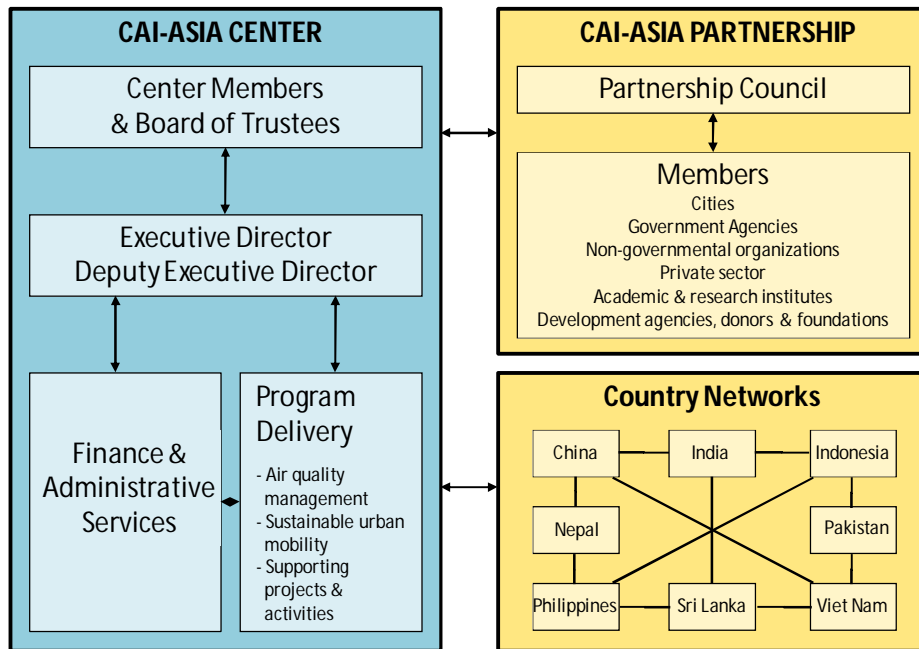 CAI-ASIA CENTER
Center Members
& Board of Trustees
Executive Director
Deputy Executive Director
Finance &
Administrative
Services
Program
Delivery
- Air quality
management
- Sustainable urban
mobility
- Supporting
projects &
activities
CAI-ASIA PARTNERSHIP
Partnership Council
Members
Cities
Government Agencies
Non-governmental organizations
Private sector
Academic & research institutes
Development agencies, donors & foundations
Country Networks
China
India
Indonesia
Nepal
Pakistan
Philippines
Sri Lanka
Viet Nam